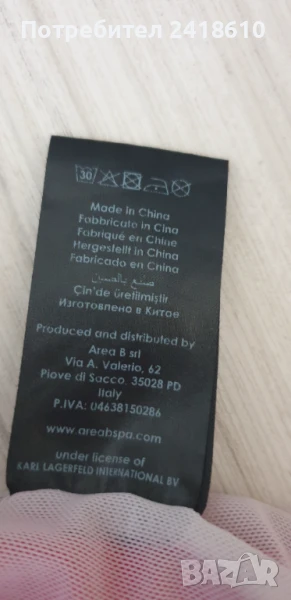 Потребител 2418610
30
Made in China
Fabbricato in Cina
Fabriqué en Chine
Hergestellt in China
Fabricado en China
صنع بالصين
Çin'de üretilmiştir
Изготовлено в Китое
Produced and distributed by
Area B srl
Via A. Valerio, 62
Piove di Sacco 35028 PD
Italy
P.IVA: 04638150286
www.areabspa.com
under license of
KARL LAGERFELD INTERNATIONAL BV
BAZAR